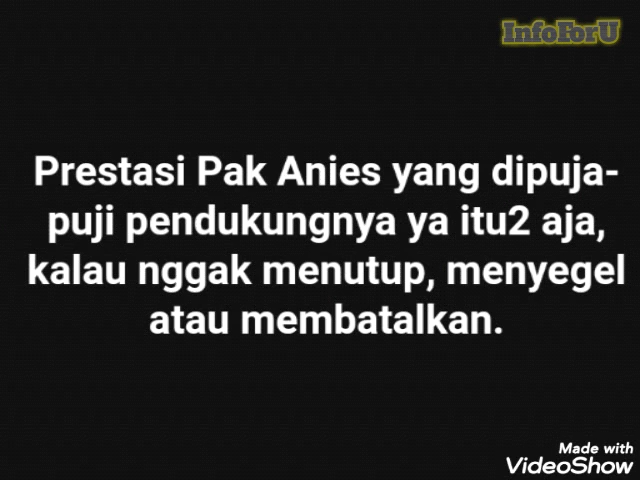 InfoForU
Prestasi Pak Anies yang dipuja-
puji pendukungnya ya itu2 aja,
kalau nggak menutup, menyegel
atau membatalkan.
Made with
VideoShow